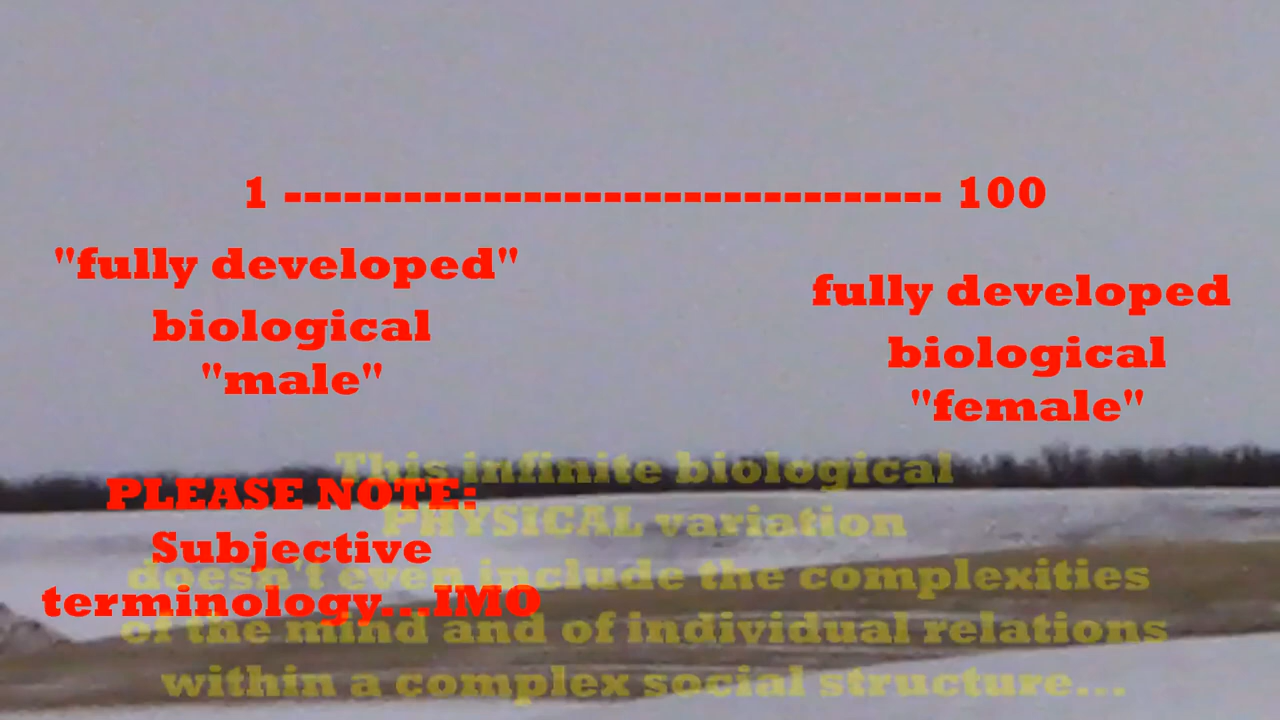 1 --------------------------------- 100
"fully developed"
biological
"male"
fully developed
biological
"female"
PLEASE NOTE:
Subjective
terminology...IMO
This infinite biological
PHYSICAL variation
doesn't even include the complexities
of the mind and of individual relations
within a complex social structure...